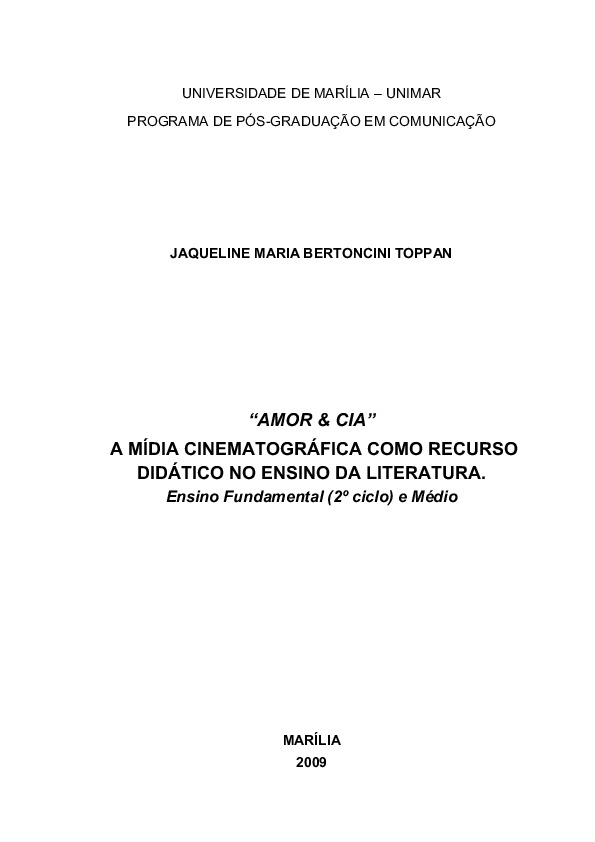 UNIVERSIDADE DE MARÍLIA – UNIMAR
PROGRAMA DE PÓS-GRADUAÇÃO EM COMUNICAÇÃO
JAQUELINE MARIA BERTONCINI TOPPAN
“AMOR & CIA”
A MÍDIA CINEMATOGRÁFICA COMO RECURSO
DIDÁTICO NO ENSINO DA LITERATURA.
Ensino Fundamental (2º ciclo) e Médio
MARÍLIA
2009